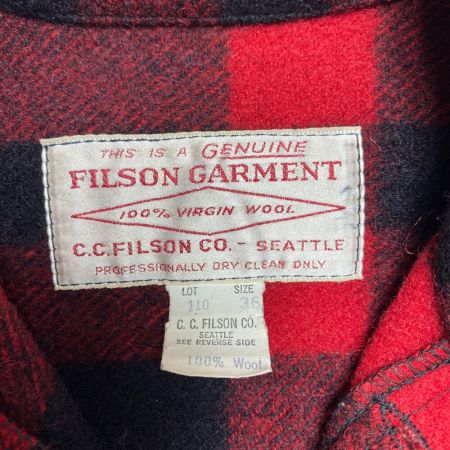 THIS IS A GENUINE
FILSON GARMENT
100% VIRGIN WOOL
C.C.FILSON CO. - SEATTLE
PROFESSIONALLY DRY CLEAN ONLY
LOT SIZE
110 36
C. C. FILSON CO.
SEATTLE
SEE REVERSE SIDE
100% Wool